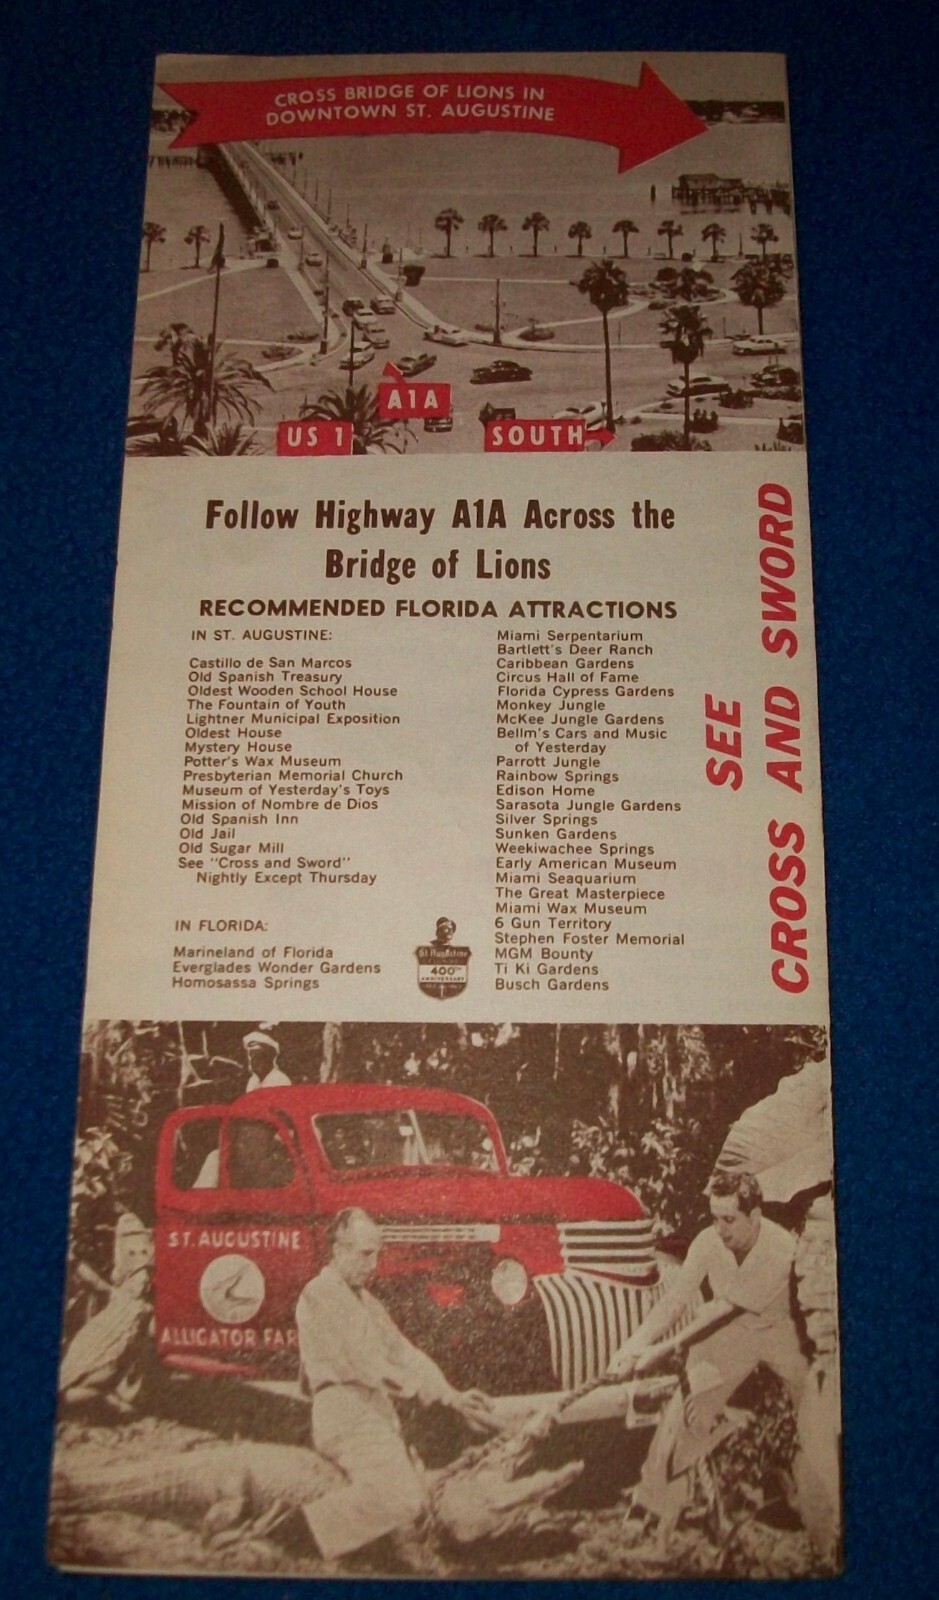 CROSS BRIDGE OF LIONS IN
DOWNTOWN ST. AUGUSTINE
A1A
US 1
SOUTH
Follow Highway A1A Across the
Bridge of Lions
RECOMMENDED FLORIDA ATTRACTIONS
IN ST. AUGUSTINE:
Castillo de San Marcos
Old Spanish Treasury
Oldest Wooden School House
The Fountain of Youth
Lightner Municipal Exposition
Oldest House
Mystery House
Potter's Wax Museum
Presbyterian Memorial Church
Museum of Yesterday's Toys
Mission of Nombre de Dios
Old Spanish Inn
Old Jail
Old Sugar Mill
See "Cross and Sword"
Nightly Except Thursday
IN FLORIDA:
Marineland of Florida
Everglades Wonder Gardens
Homosassa Springs
Miami Serpentarium
Bartlett's Deer Ranch
Caribbean Gardens
Circus Hall of Fame
Florida Cypress Gardens
Monkey Jungle
McKee Jungle Gardens
Bellm's Cars and Music
of Yesterday
Parrott Jungle
Rainbow Springs
Edison Home
Sarasota Jungle Gardens
Silver Springs
Sunken Gardens
Weekiwachee Springs
Early American Museum
Miami Seaquarium
The Great Masterpiece
Miami Wax Museum
6 Gun Territory
Stephen Foster Memorial
MGM Bounty
Ti Ki Gardens
Busch Gardens
St. Augustine
400TH
ANNIVERSARY
SEE
CROSS AND SWORD
ST. AUGUSTINE
ALLIGATOR FAR